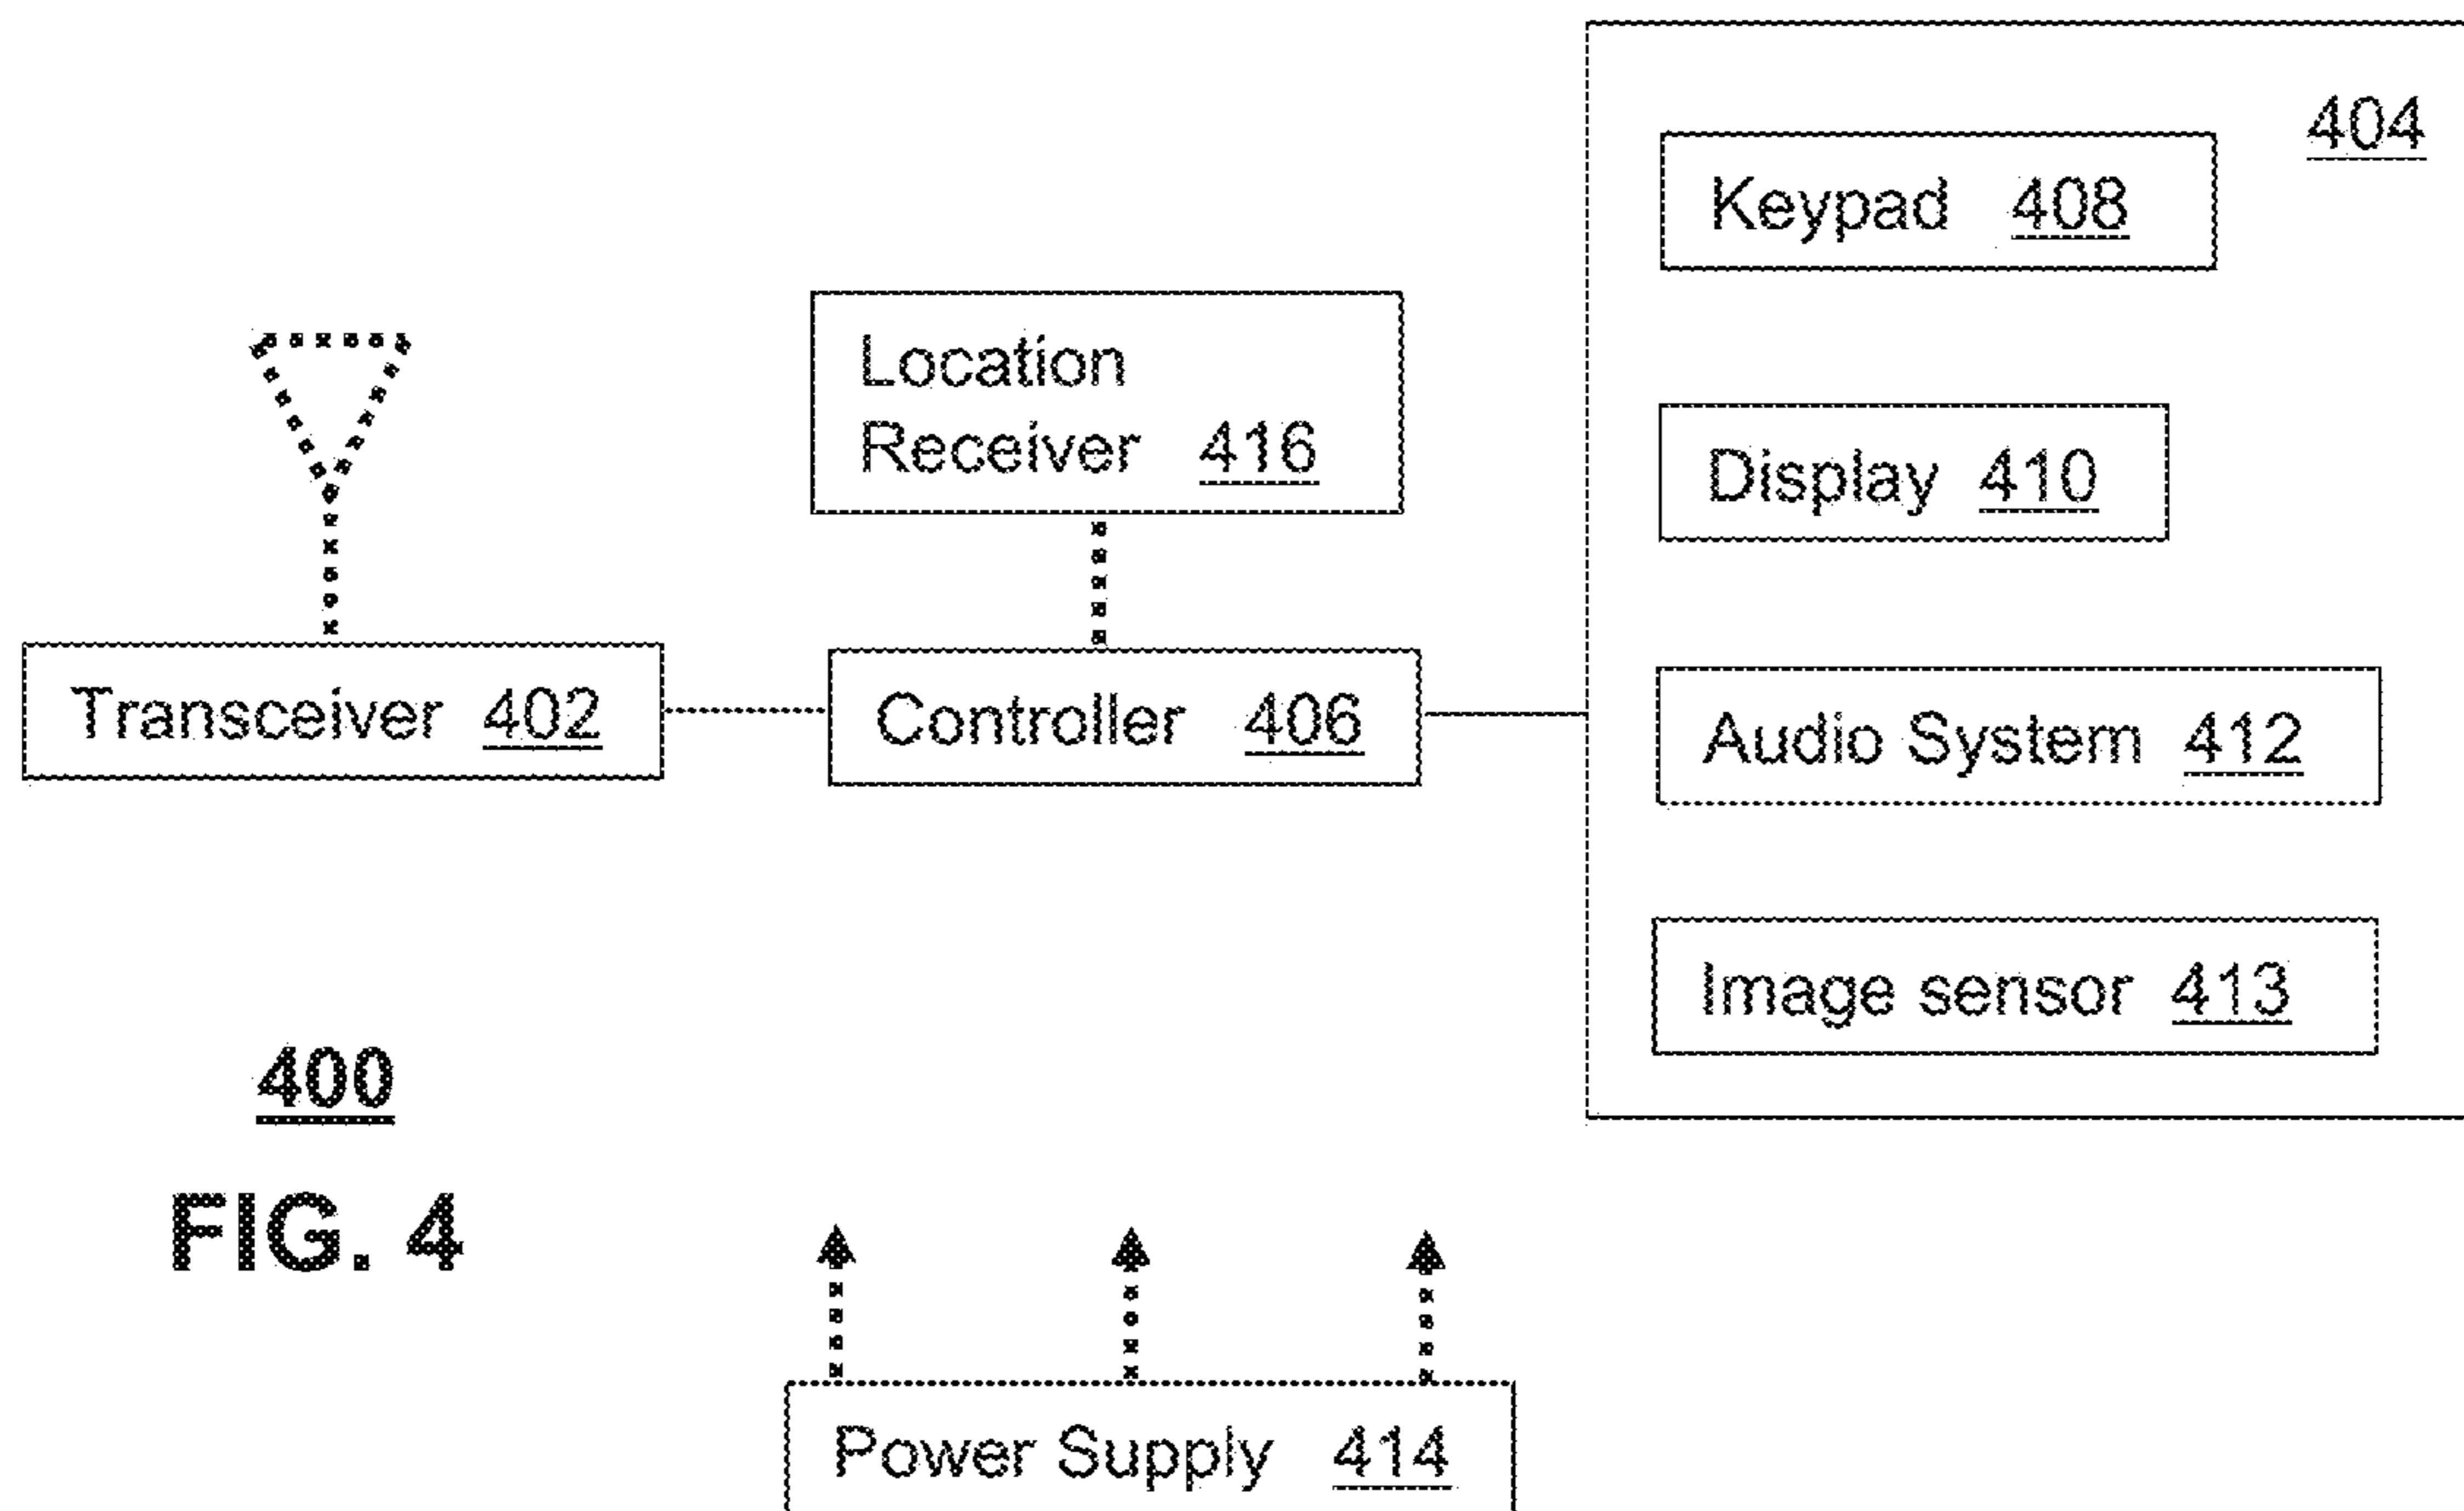 404
Keypad 408
Location
Receiver 416
Display 410
Transceiver 402
Controller 406
Audio System 412
Image sensor 413
400
FIG. 4
Power Supply 414